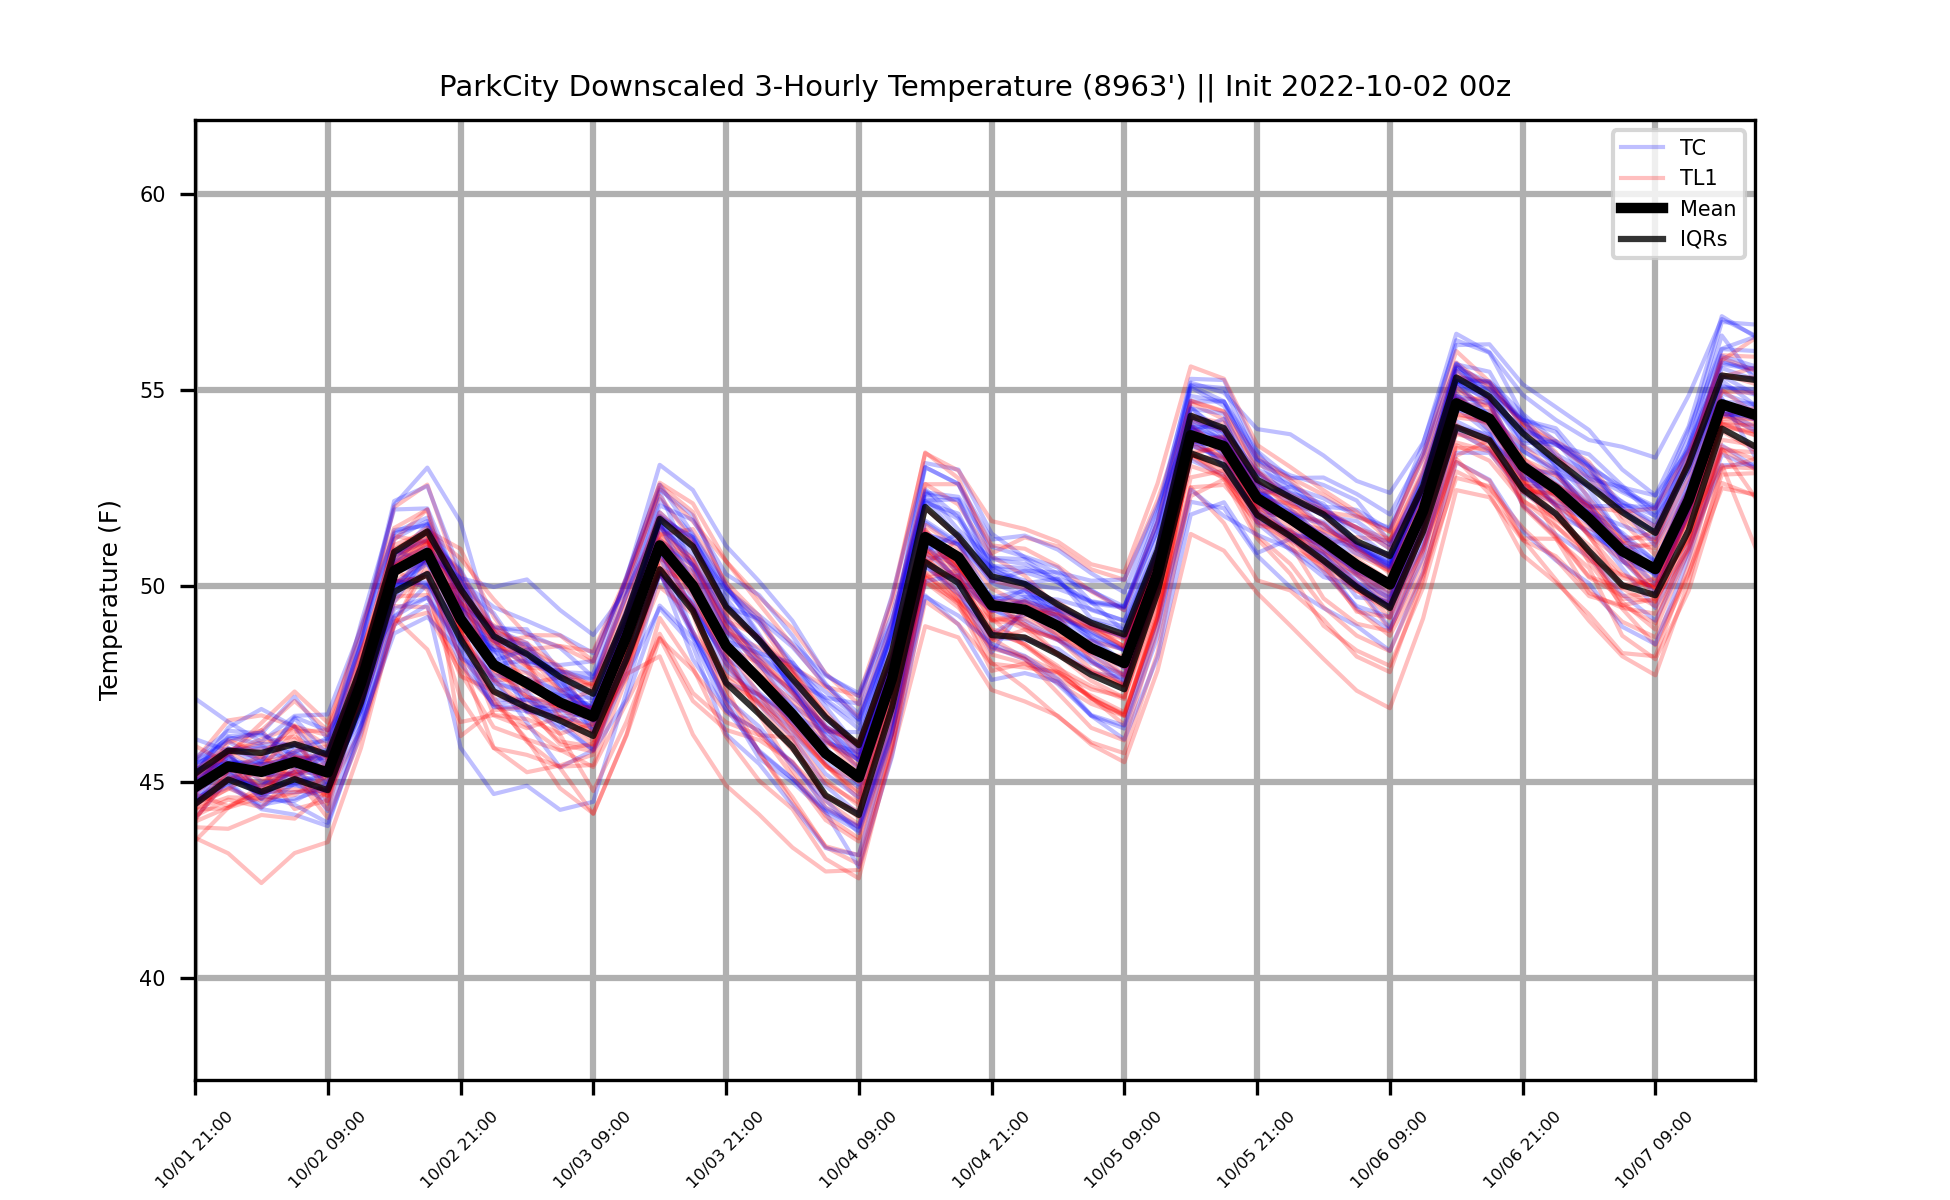 ParkCity Downscaled 3-Hourly Temperature (8963') || Init 2022-10-02 00z
TC
TL1
Mean
IQRs
Temperature (F)
60
55
50
45
40
10/01 21:00
10/02 09:00
10/02 21:00
10/03 09:00
10/03 21:00
10/04 09:00
10/04 21:00
10/05 09:00
10/05 21:00
10/06 09:00
10/06 21:00
10/07 09:00